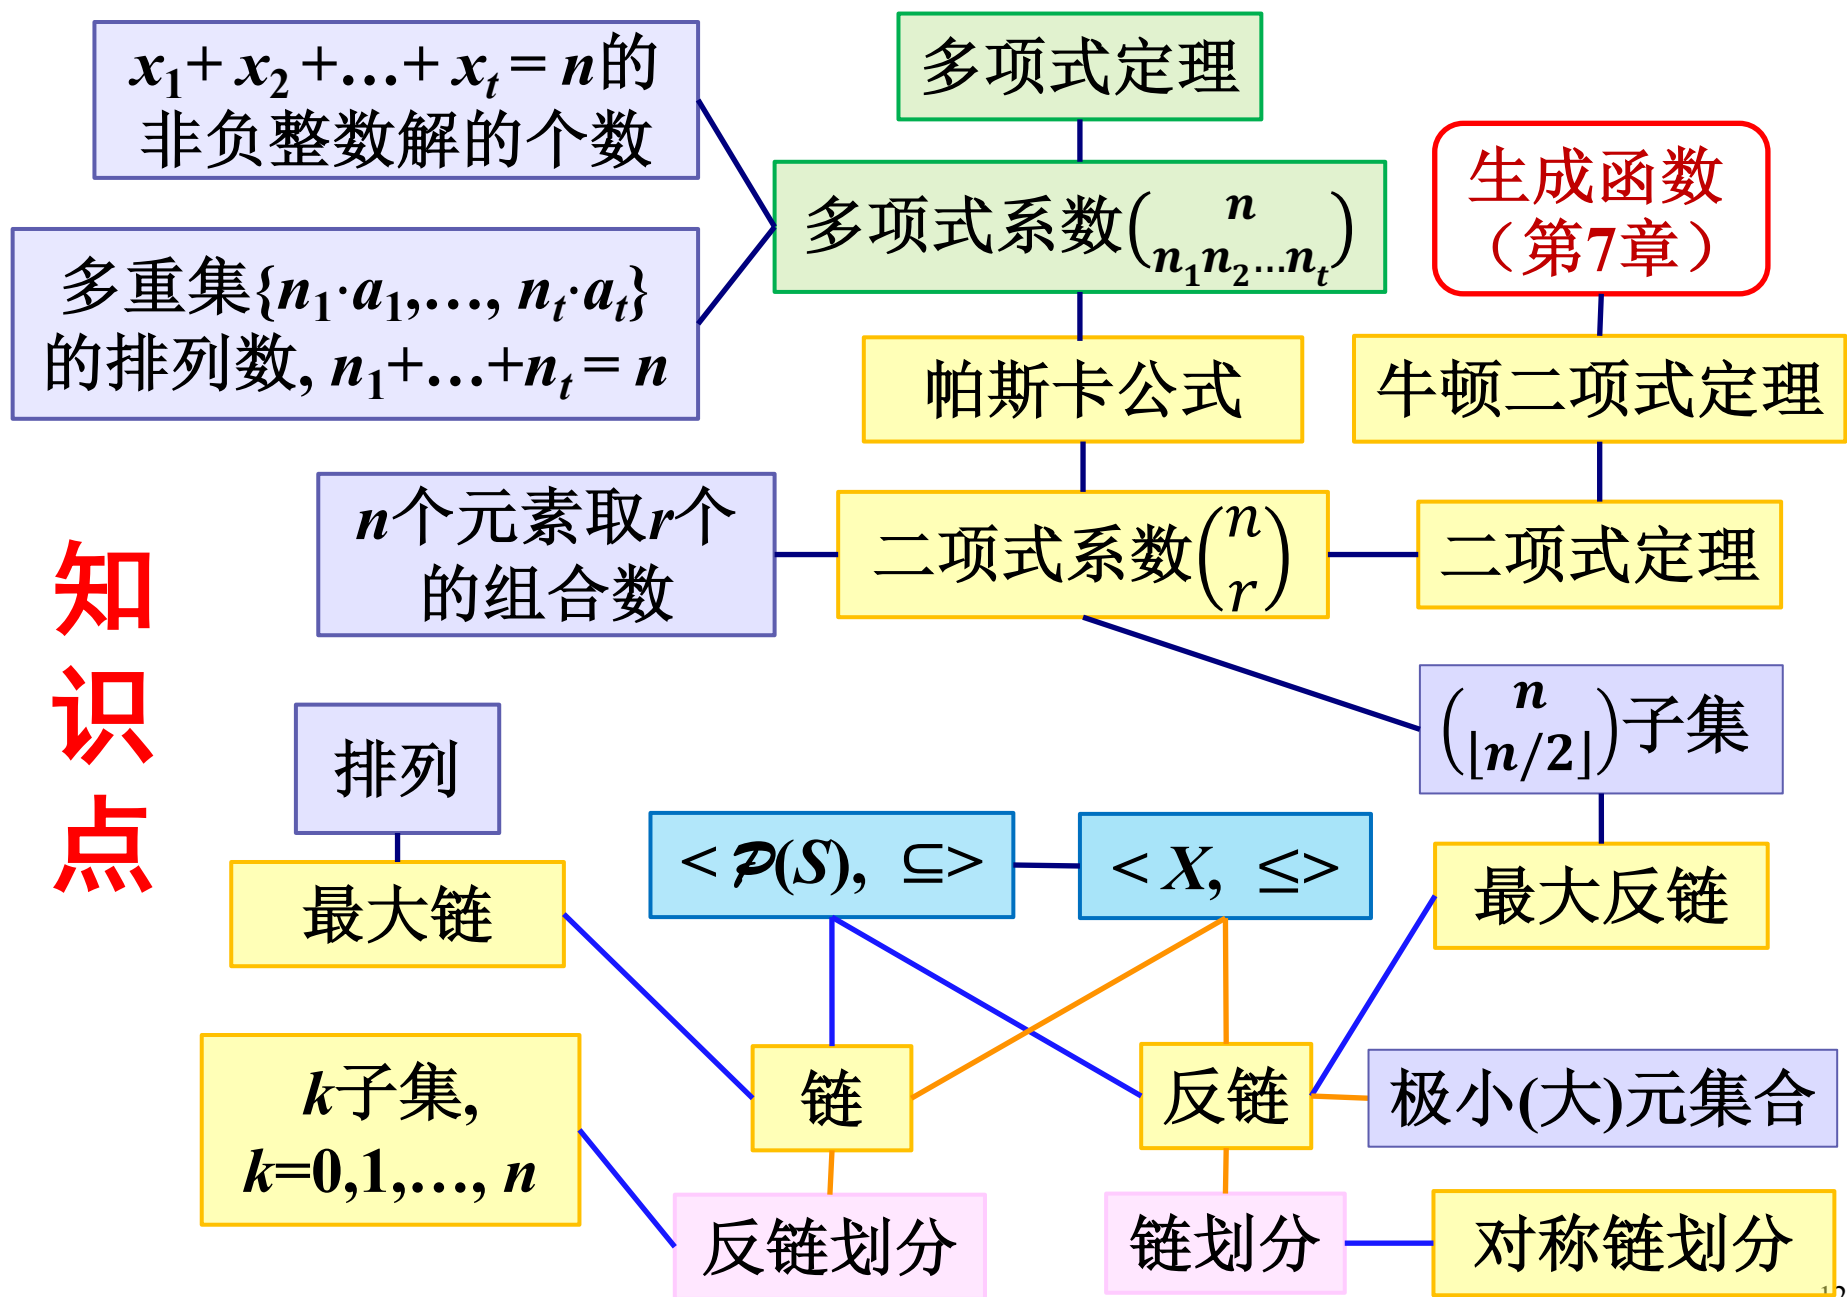 x₁+ x₂ +…+ xₜ = n的
非负整数解的个数
多项式定理
生成函数
（第7章）
多项式系数(n
n₁n₂…nₜ)
多重集{n₁·a₁,…, nₜ·aₜ}
的排列数, n₁+…+nₜ = n
帕斯卡公式
牛顿二项式定理
n个元素取r个
的组合数
二项式系数(n
r)
二项式定理
知
识
点
(n
⌊n/2⌋)子集
排列
< 𝒫(S), ⊆>
< X, ≤>
最大链
最大反链
k子集,
k=0,1,…, n
链
反链
极小(大)元集合
反链划分
链划分
对称链划分